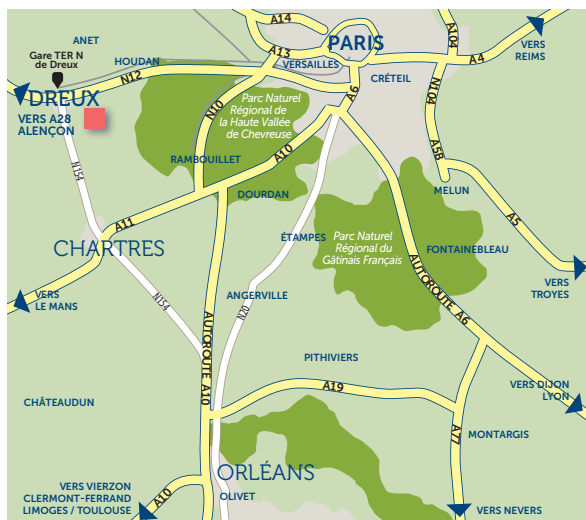 A14
ANET
PARIS
A104
VERS
REIMS
Gare TER N
de Dreux
HOUDAN
A13
VERSAILLES
A4
N12
CRÉTEIL
A6
N104
DREUX
VERS A28
ALENÇON
N10
Parc Naturel
Régional de
la Haute Vallée
de Chevreuse
A5B
N154
RAMBOUILLET
A10
MELUN
DOURDAN
A5
A11
ÉTAMPES
Parc Naturel
Régional du
Gâtinais Français
FONTAINEBLEAU
CHARTRES
VERS
TROYES
VERS
LE MANS
N154
ANGERVILLE
N20
AUTOROUTE A6
AUTOROUTE A10
PITHIVIERS
A19
VERS DIJON
LYON
CHÂTEAUDUN
A77
MONTARGIS
ORLÉANS
VERS VIERZON
CLERMONT-FERRAND
LIMOGES / TOULOUSE
A10
OLIVET
VERS NEVERS